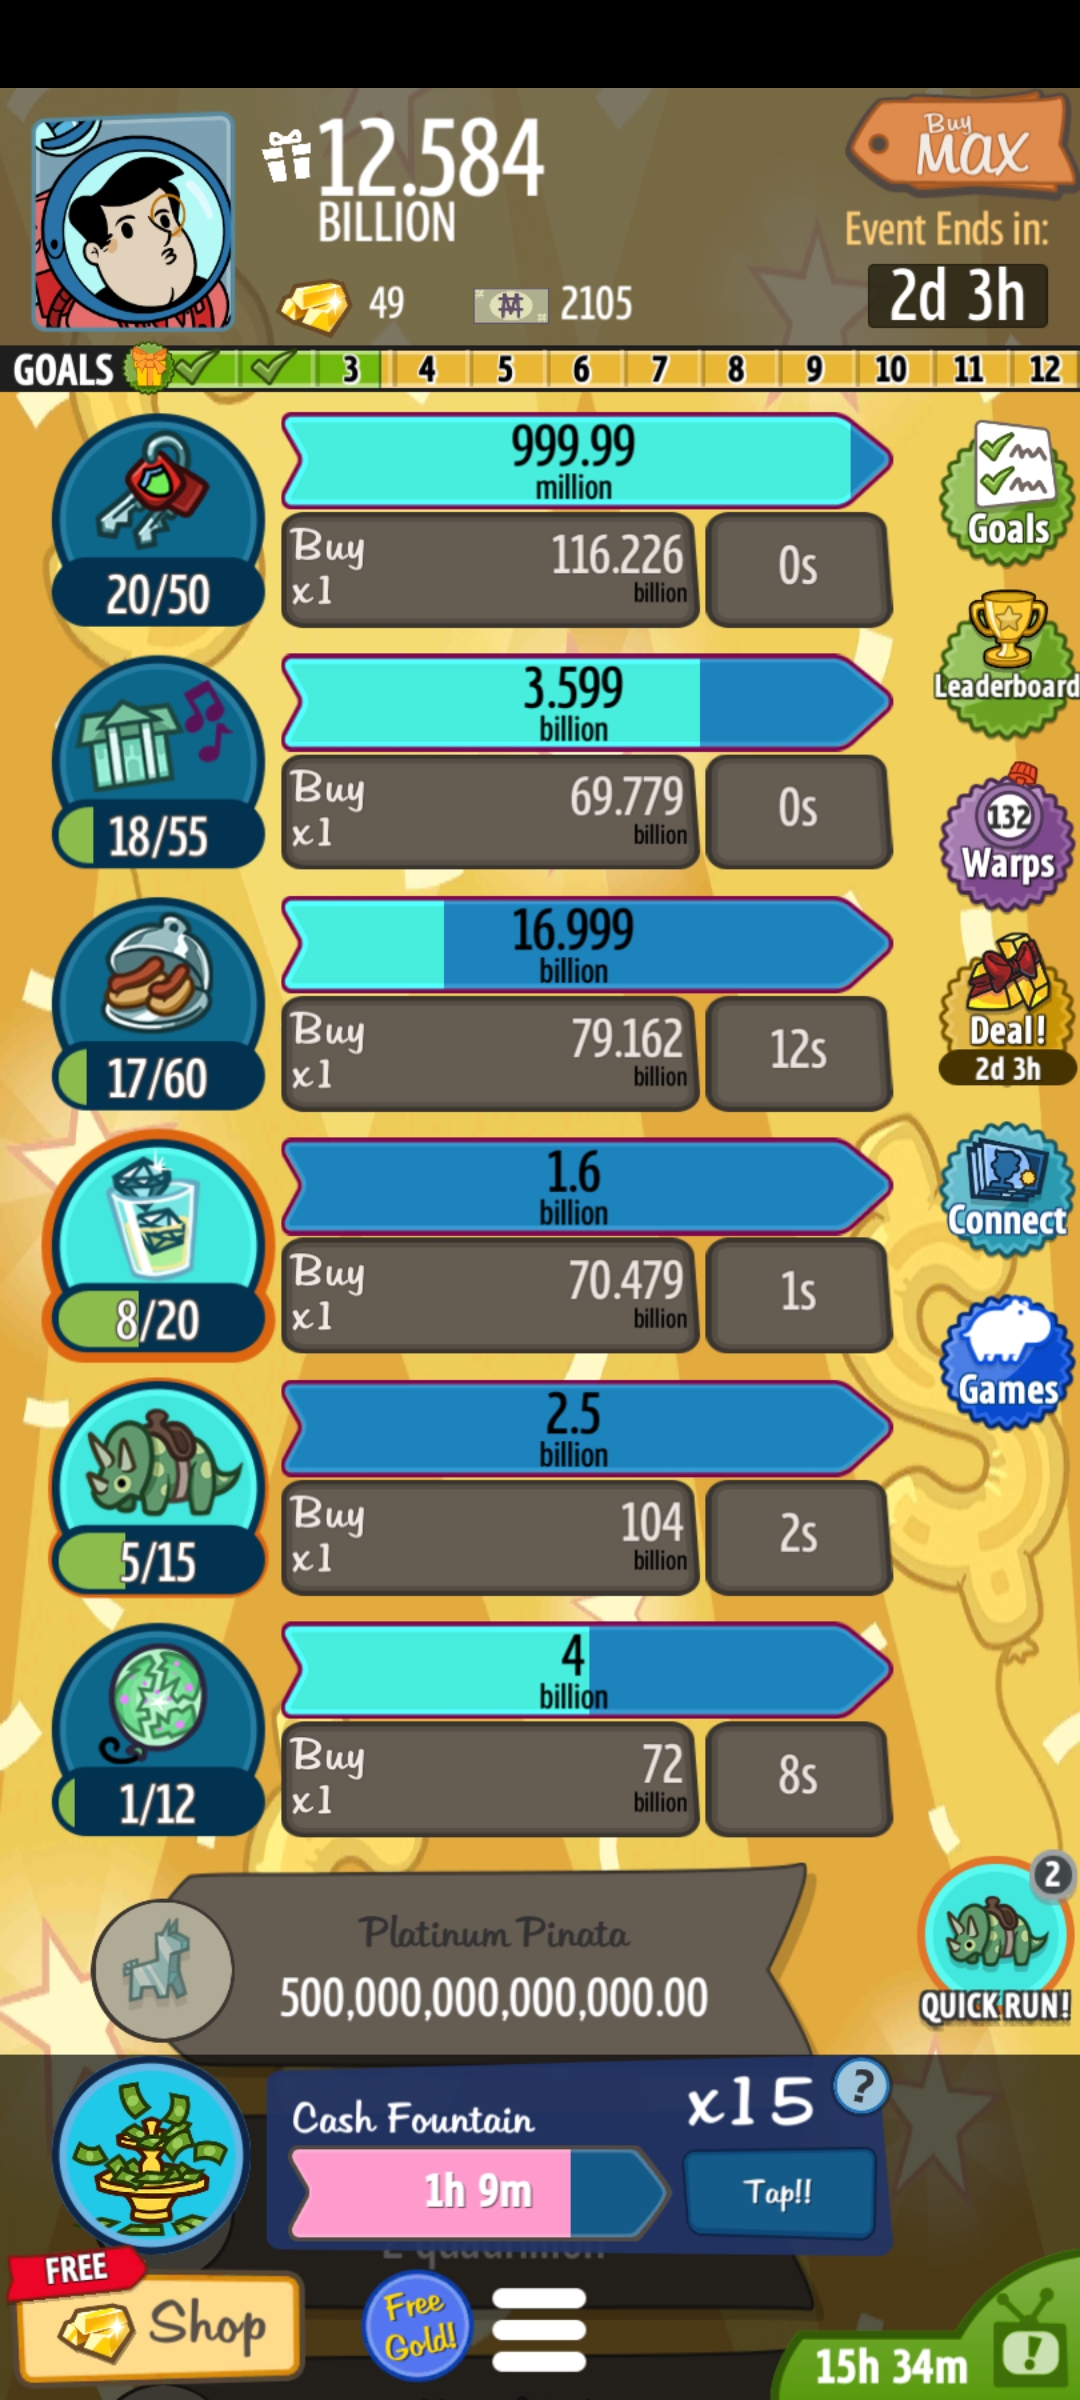 12.584
BILLION
Buy
MAX
Event Ends in:
49
2105
2d 3h
GOALS
3
4
5
6
7
8
9
10
11
12
999.99
million
20/50
Buy
x1
116.226
billion
0s
Goals
3.599
billion
18/55
Buy
x1
69.779
billion
0s
Leaderboard
132
Warps
16.999
billion
17/60
Buy
x1
79.162
billion
12s
Deal!
2d 3h
1.6
billion
8/20
Buy
x1
70.479
billion
1s
Connect
2.5
billion
5/15
Buy
x1
104
billion
2s
Games
4
billion
1/12
Buy
x1
72
billion
8s
2
QUICK RUN!
Platinum Pinata
500,000,000,000,000.00
Cash Fountain
x15
?
1h 9m
Tap!!
FREE
Shop
Free
Gold!
15h 34m
!